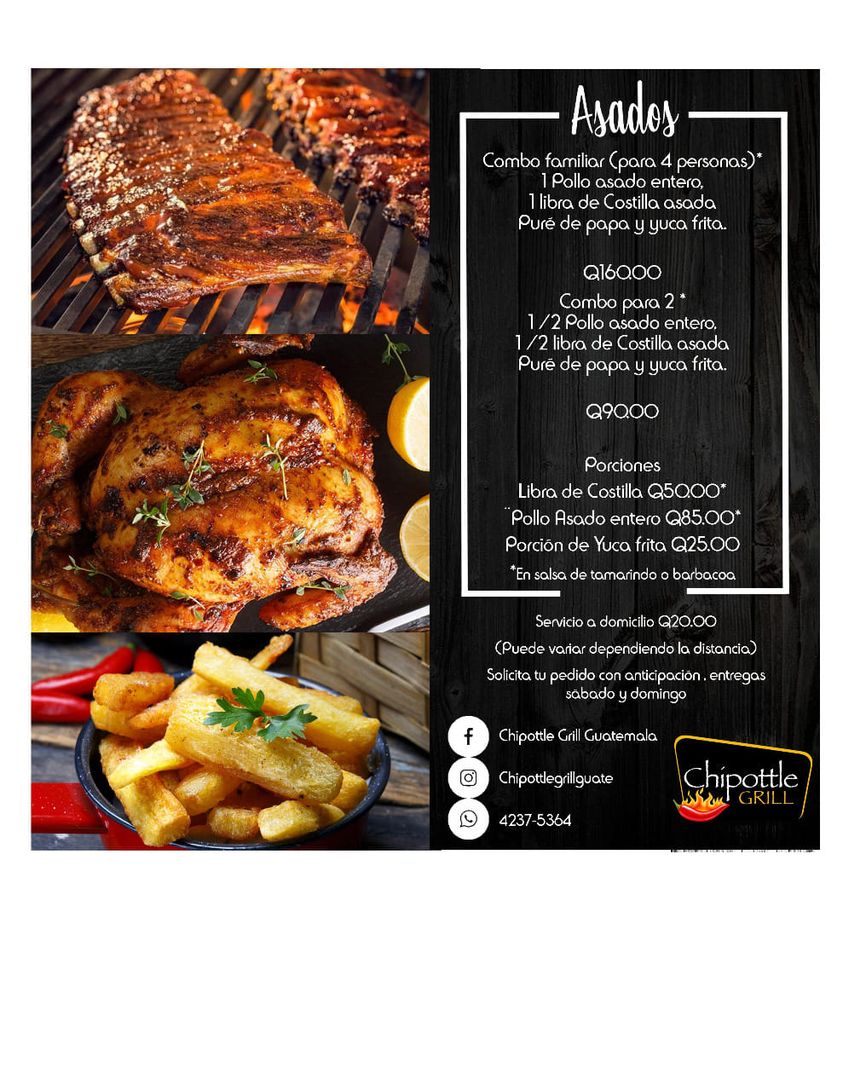 Asados
Combo familiar (para 4 personas)*
1 Pollo asado entero,
1 libra de Costilla asada
Puré de papa y yuca frita.
Q160.00
Combo para 2 *
1/2 Pollo asado entero,
1/2 libra de Costilla asada
Puré de papa y yuca frita.
Q90.00
Porciones
Libra de Costilla Q50.00*
¨Pollo Asado entero Q85.00*
Porción de Yuca frita Q25.00
*En salsa de tamarindo o barbacoa
Servicio a domicilio Q20.00
(Puede variar dependiendo la distancia)
Solicita tu pedido con anticipación , entregas
sábado y domingo
Chipottle Grill Guatemala
Chipottlegrillguate
4237-5364
Chipottle
GRILL